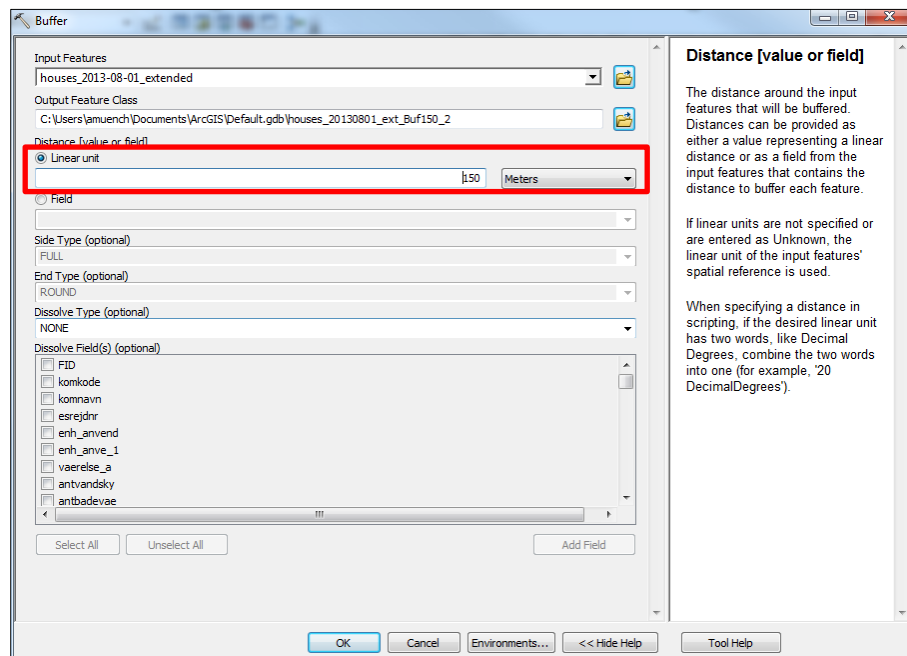 Buffer
Input Features
houses_2013-08-01_extended
Output Feature Class
C:\Users\amuench\Documents\ArcGIS\Default.gdb\houses_20130801_ext_Buf150_2
Distance [value or field]
Linear unit
150 Meters
Field
Side Type (optional)
FULL
End Type (optional)
ROUND
Dissolve Type (optional)
NONE
Dissolve Field(s) (optional)
FID
komkode
komnavn
esrejdnr
enh_anvend
enh_anve_1
vaerelse_a
antvandsky
antbadevae
Select All Unselect All Add Field
OK Cancel Environments... << Hide Help Tool Help
Distance [value or field]
The distance around the input
features that will be buffered.
Distances can be provided as
either a value representing a linear
distance or as a field from the
input features that contains the
distance to buffer each feature.
If linear units are not specified or
are entered as Unknown, the
linear unit of the input features'
spatial reference is used.
When specifying a distance in
scripting, if the desired linear unit
has two words, like Decimal
Degrees, combine the two words
into one (for example, '20
DecimalDegrees').